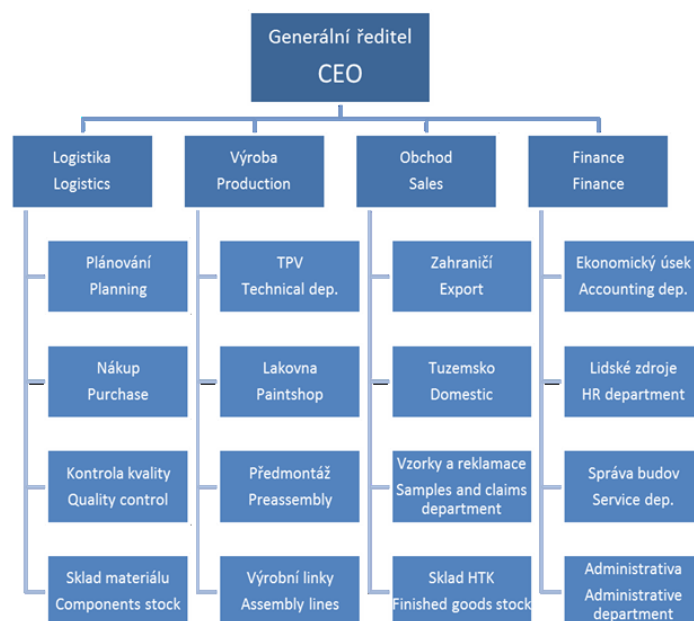 Generální ředitel
CEO
Logistika
Logistics
Výroba
Production
Obchod
Sales
Finance
Finance
Plánování
Planning
TPV
Technical dep.
Zahraničí
Export
Ekonomický úsek
Accounting dep.
Nákup
Purchase
Lakovna
Paintshop
Tuzemsko
Domestic
Lidské zdroje
HR department
Kontrola kvality
Quality control
Předmontáž
Preassembly
Vzorky a reklamace
Samples and claims
department
Správa budov
Service dep.
Sklad materiálu
Components stock
Výrobní linky
Assembly lines
Sklad HTK
Finished goods stock
Administrativa
Administrative
department